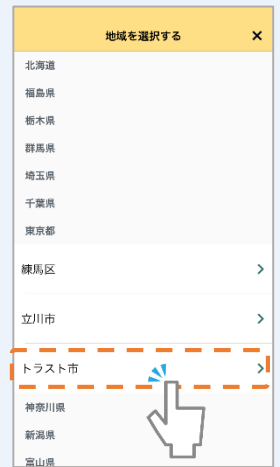 地域を選択する ×
北海道
福島県
栃木県
群馬県
埼玉県
千葉県
東京都
練馬区
立川市
トラスト市
神奈川県
新潟県
富山県